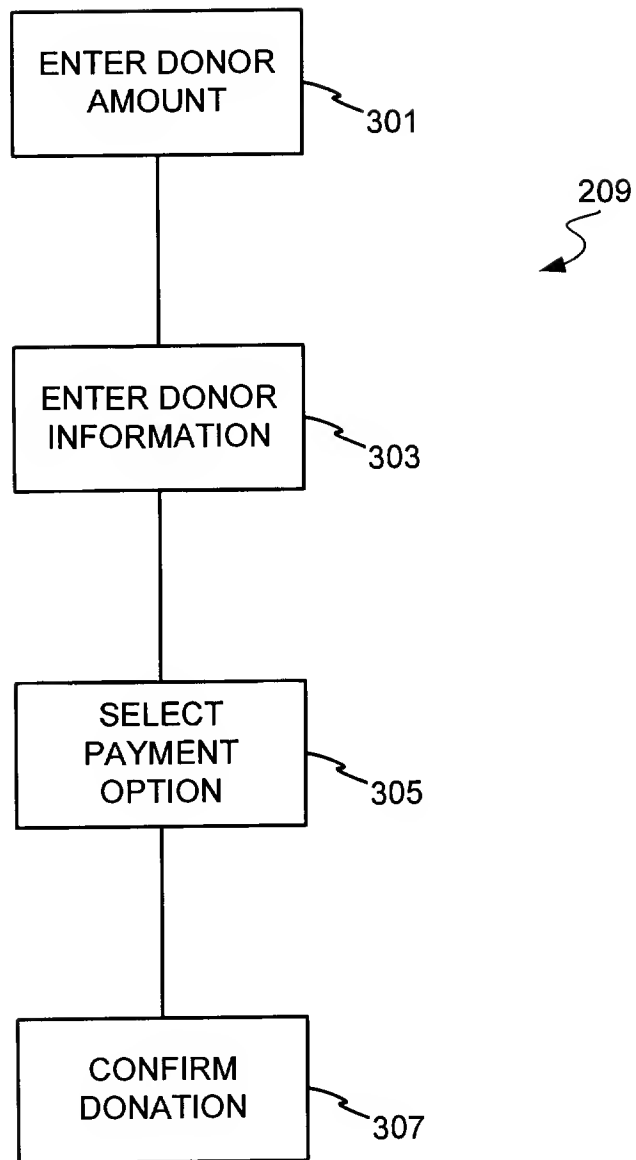 ENTER DONOR
AMOUNT
301
209
ENTER DONOR
INFORMATION
303
SELECT
PAYMENT
OPTION
305
CONFIRM
DONATION
307